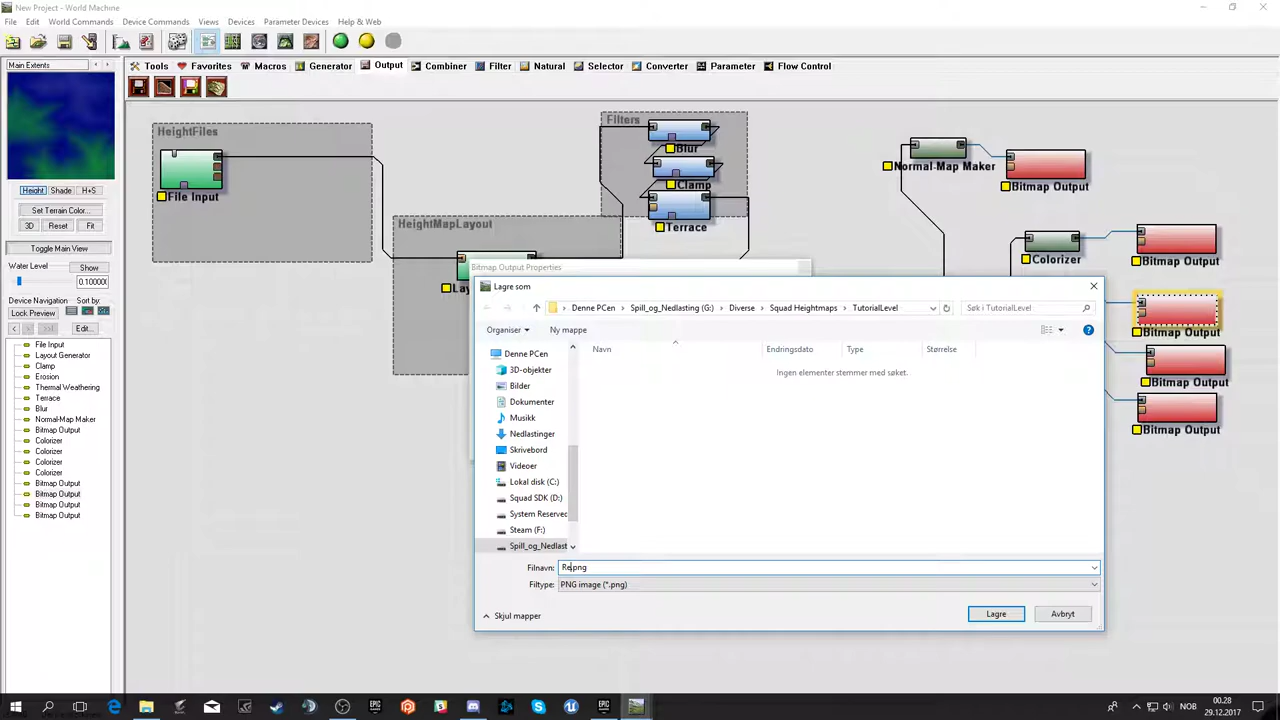 New Project - World Machine
File Edit World Commands Device Commands Views Devices Parameter Devices Help & Web
Main Extents
Tools Favorites Macros Generator Output Combiner Filter Natural Selector Converter Parameter Flow Control
HeightFiles
File Input
HeightMapLayout
Filters
Blur
Clamp
Terrace
Normal-Map Maker
Bitmap Output
Colorizer
Bitmap Output
Bitmap Output
Bitmap Output
Bitmap Output
Height Shade H+S
Set Terrain Color...
3D Reset Fit
Toggle Main View
Water Level Show
0.10000
Device Navigation Sort by:
Lock Preview
Edit...
File Input
Layout Generator
Clamp
Erosion
Thermal Weathering
Terrace
Blur
Normal-Map Maker
Bitmap Output
Colorizer
Colorizer
Colorizer
Colorizer
Bitmap Output
Bitmap Output
Bitmap Output
Bitmap Output
Bitmap Output Properties
Lagre som
Denne PCen Spill_og_Nedlasting (G:) Diverse Squad Heightmaps TutorialLevel
Søk i TutorialLevel
Organiser Ny mappe
Navn Endringsdato Type Størrelse
Ingen elementer stemmer med søket.
Denne PCen
3D-objekter
Bilder
Dokumenter
Musikk
Nedlastinger
Skrivebord
Videoer
Lokal disk (C:)
Squad SDK (D:)
System Reserved
Steam (F:)
Spill_og_Nedlast
Filnavn: Re.png
Filtype: PNG image (*.png)
Skjul mapper
Lagre Avbryt
NOB
00.28
29.12.2017